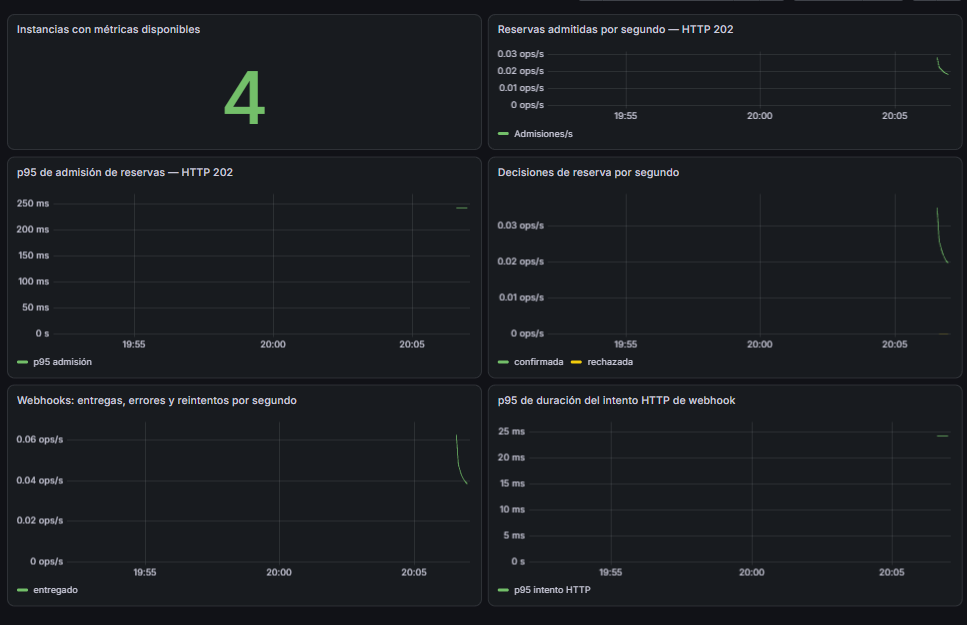 Instancias con métricas disponibles
4
Reservas admitidas por segundo — HTTP 202
0.03 ops/s
0.02 ops/s
0.01 ops/s
0 ops/s
19:55 20:00 20:05
Admisiones/s
p95 de admisión de reservas — HTTP 202
250 ms
200 ms
150 ms
100 ms
50 ms
0 s
19:55 20:00 20:05
p95 admisión
Decisiones de reserva por segundo
0.03 ops/s
0.02 ops/s
0.01 ops/s
0 ops/s
19:55 20:00 20:05
confirmada rechazada
Webhooks: entregas, errores y reintentos por segundo
0.06 ops/s
0.04 ops/s
0.02 ops/s
0 ops/s
19:55 20:00 20:05
entregado
p95 de duración del intento HTTP de webhook
25 ms
20 ms
15 ms
10 ms
5 ms
0 s
19:55 20:00 20:05
p95 intento HTTP